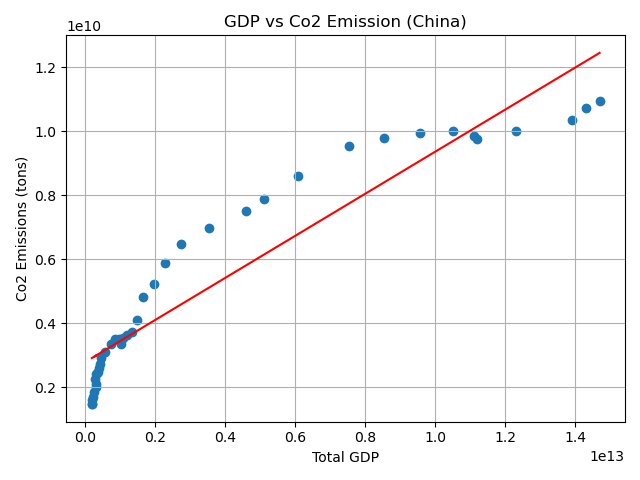 GDP vs Co2 Emission (China)
1e10
1.2
1.0
0.8
0.6
0.4
0.2
Co2 Emissions (tons)
0.0 0.2 0.4 0.6 0.8 1.0 1.2 1.4
1e13
Total GDP